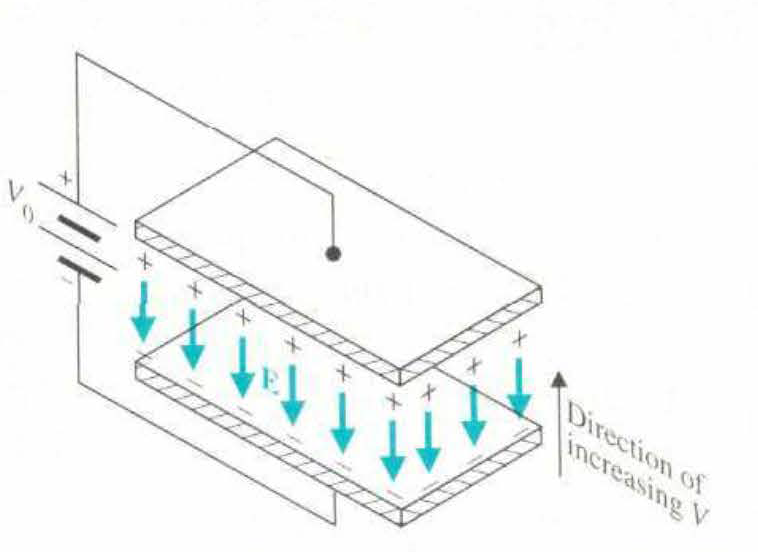 +
V₀
−
+ + + + + + + + +
E
− − − − − − − −
Direction of
increasing V